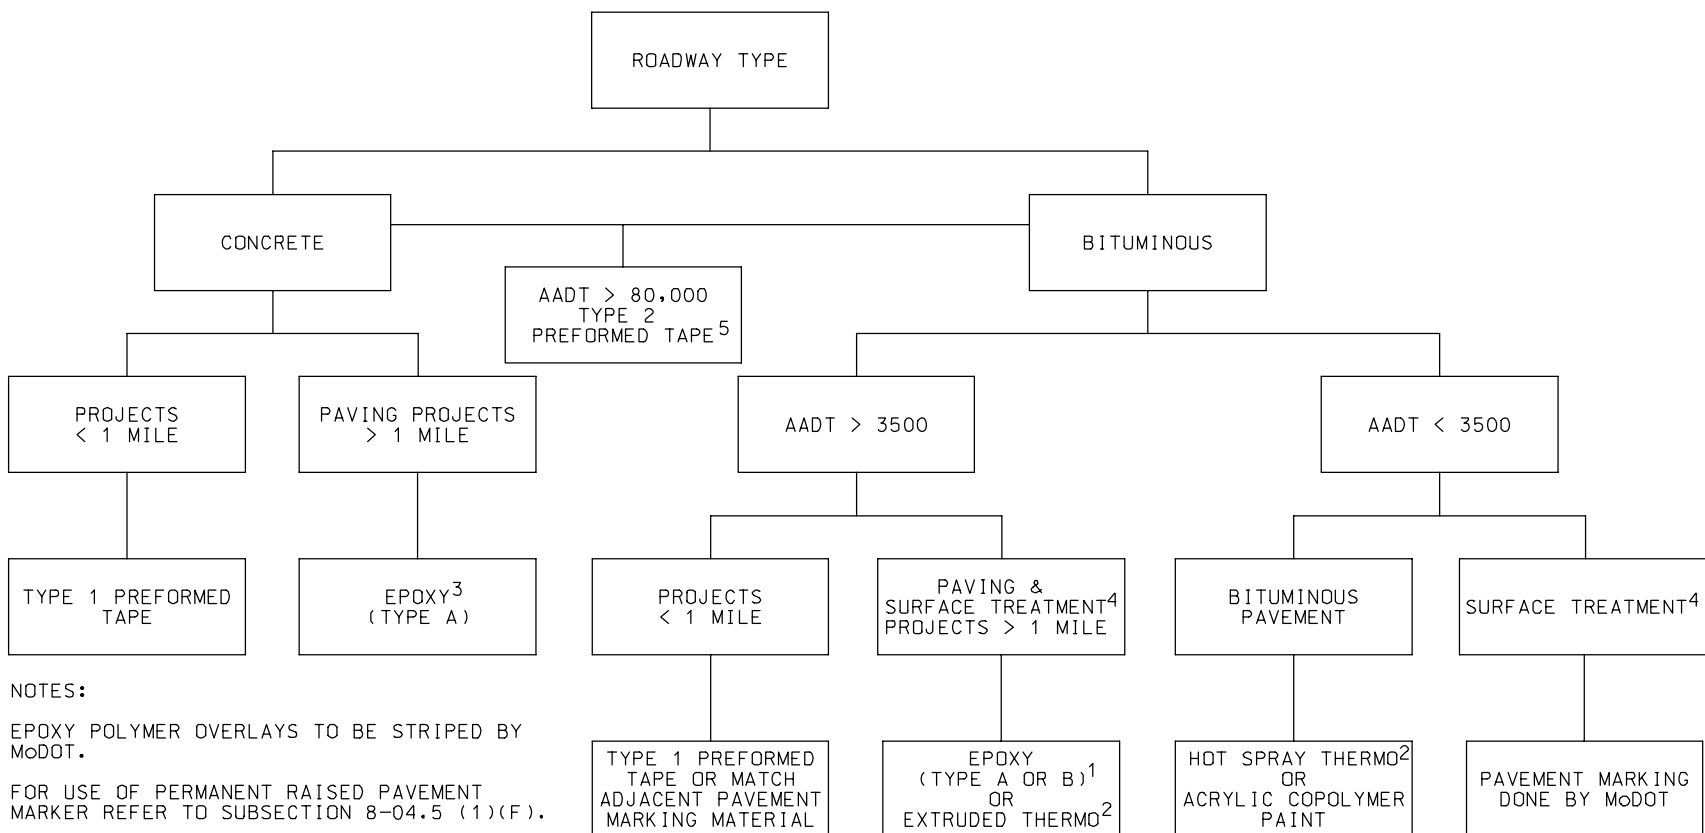 ROADWAY TYPE
CONCRETE
BITUMINOUS
AADT > 80,000
TYPE 2
PREFORMED TAPE5
PROJECTS
< 1 MILE
PAVING PROJECTS
> 1 MILE
AADT > 3500
AADT < 3500
TYPE 1 PREFORMED
TAPE
EPOXY3
(TYPE A)
PROJECTS
< 1 MILE
PAVING &
SURFACE TREATMENT4
PROJECTS > 1 MILE
BITUMINOUS
PAVEMENT
SURFACE TREATMENT4
NOTES:
EPOXY POLYMER OVERLAYS TO BE STRIPED BY
MoDOT.
FOR USE OF PERMANENT RAISED PAVEMENT
MARKER REFER TO SUBSECTION 8-04.5 (1)(F).
TYPE 1 PREFORMED
TAPE OR MATCH
ADJACENT PAVEMENT
MARKING MATERIAL
EPOXY
(TYPE A OR B)1
OR
EXTRUDED THERMO2
HOT SPRAY THERMO2
OR
ACRYLIC COPOLYMER
PAINT
PAVEMENT MARKING
DONE BY MoDOT